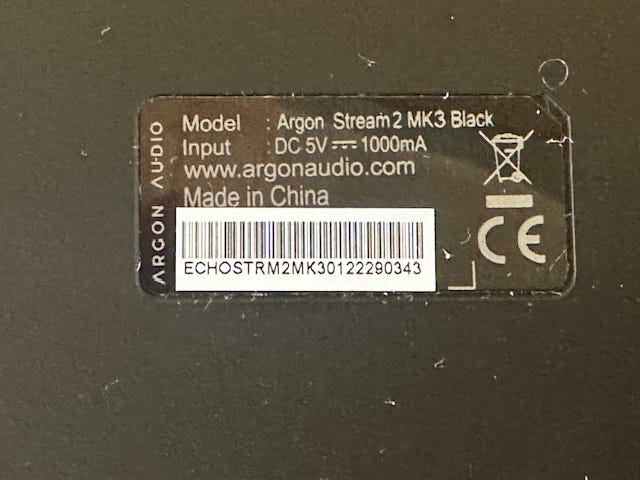 ARGON AUDIO
Model : Argon Stream 2 MK3 Black
Input : DC 5V ⎓ 1000mA
www.argonaudio.com
Made in China
ECHOSTRM2MK30122290343
CE